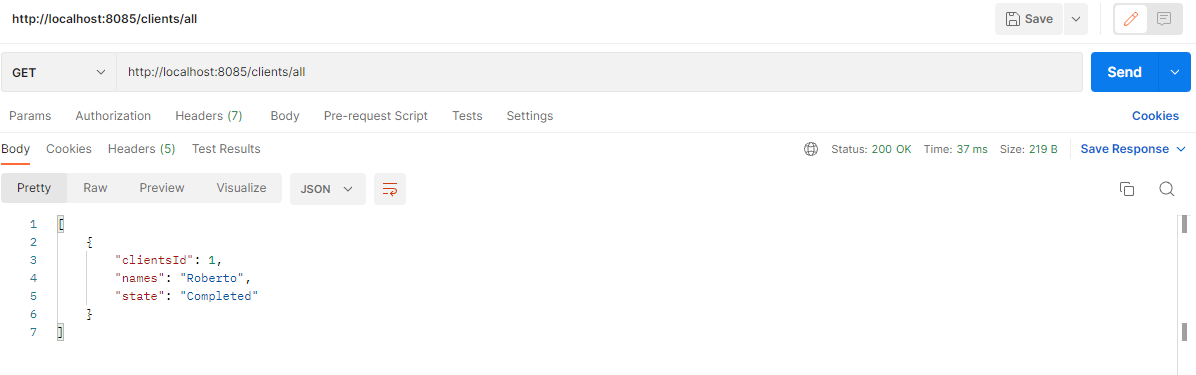 http://localhost:8085/clients/all Save
GET http://localhost:8085/clients/all Send
Params Authorization Headers (7) Body Pre-request Script Tests Settings Cookies
Body Cookies Headers (5) Test Results Status: 200 OK Time: 37 ms Size: 219 B Save Response
Pretty Raw Preview Visualize JSON
1 [
2 {
3 "clientsId": 1,
4 "names": "Roberto",
5 "state": "Completed"
6 }
7 ]